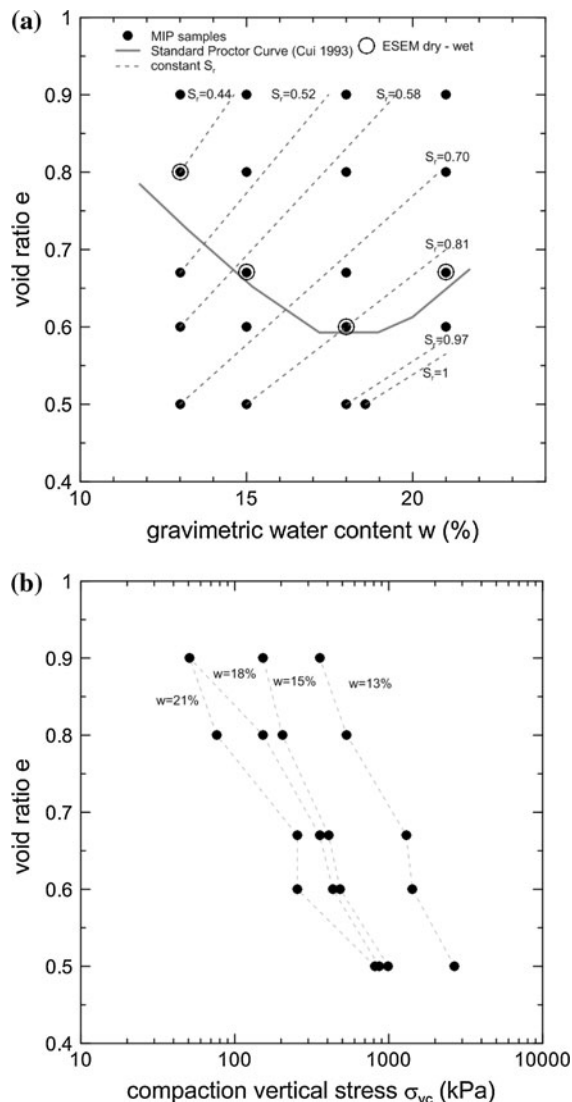 (a)
1
MIP samples
Standard Proctor Curve (Cui 1993)
ESEM dry - wet
constant Sr
0.9
Sr=0.44
Sr=0.52
Sr=0.58
0.8
Sr=0.70
0.7
Sr=0.81
0.6
Sr=0.97
Sr=1
0.5
0.4
void ratio e
10
15
20
gravimetric water content w (%)
(b)
1
0.9
w=21%
w=18%
w=15%
w=13%
0.8
0.7
0.6
0.5
0.4
void ratio e
10
100
1000
10000
compaction vertical stress σvc (kPa)